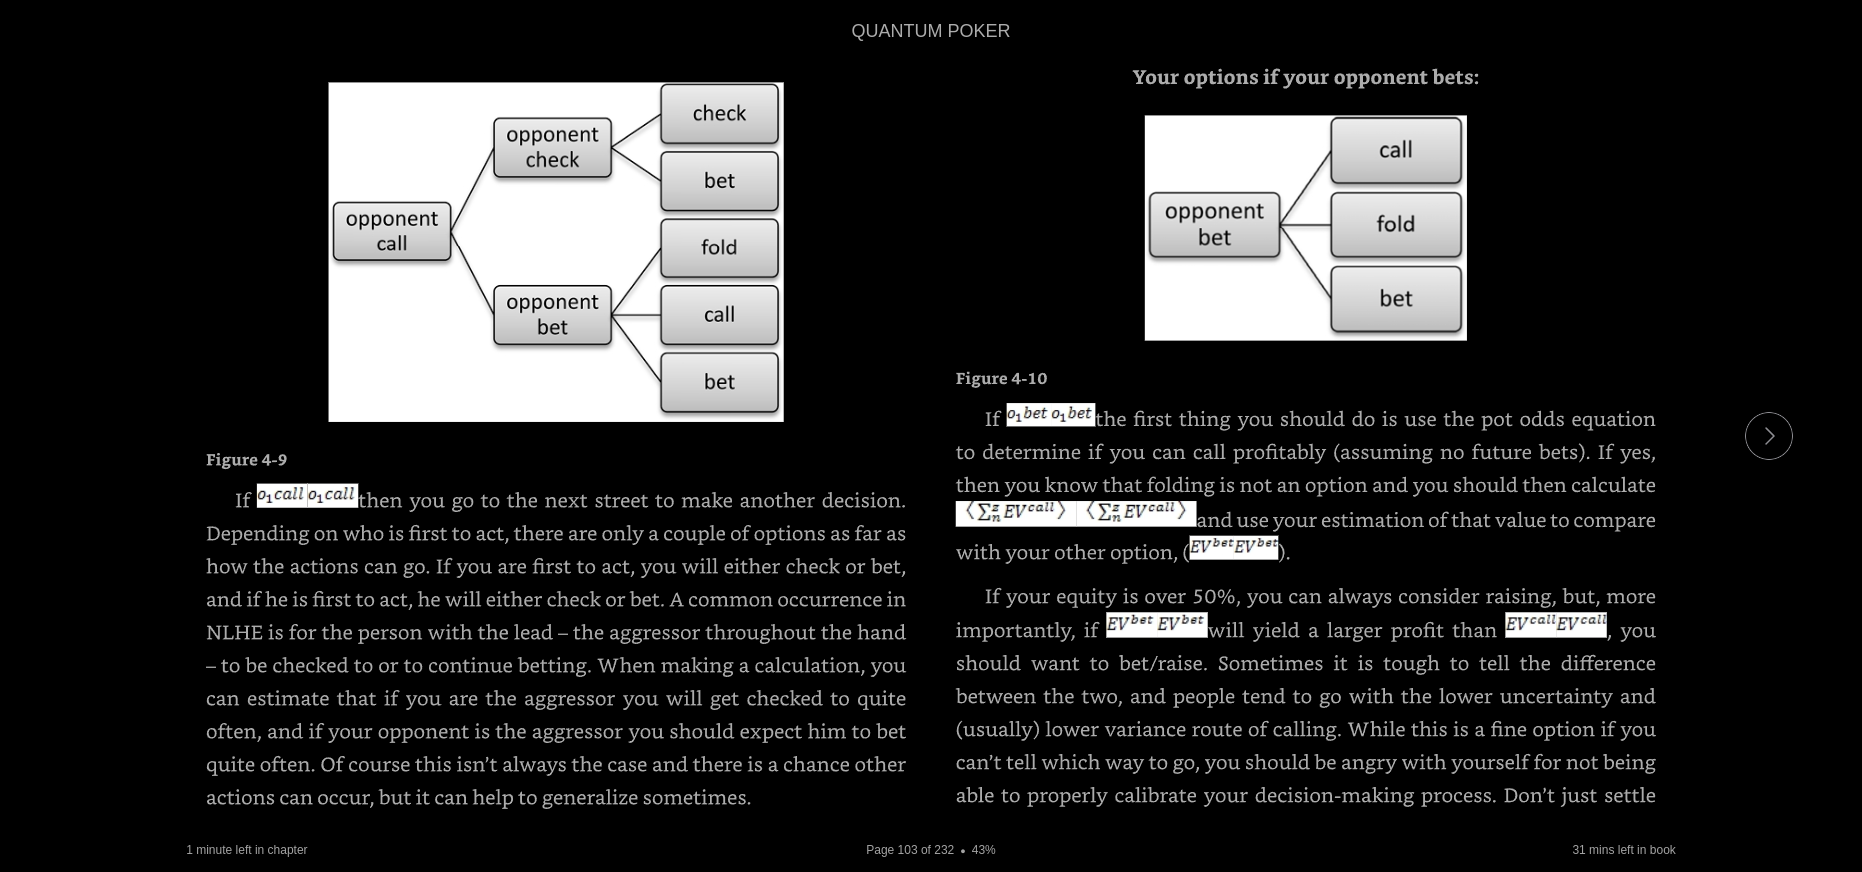 QUANTUM POKER
opponent
call
opponent
check
opponent
bet
check
bet
fold
call
bet
Figure 4-9
If o₁call o₁call then you go to the next street to make another decision.
Depending on who is first to act, there are only a couple of options as far as
how the actions can go. If you are first to act, you will either check or bet,
and if he is first to act, he will either check or bet. A common occurrence in
NLHE is for the person with the lead – the aggressor throughout the hand
– to be checked to or to continue betting. When making a calculation, you
can estimate that if you are the aggressor you will get checked to quite
often, and if your opponent is the aggressor you should expect him to bet
quite often. Of course this isn’t always the case and there is a chance other
actions can occur, but it can help to generalize sometimes.
Your options if your opponent bets:
opponent
bet
call
fold
bet
Figure 4-10
If o₁bet o₁bet the first thing you should do is use the pot odds equation
to determine if you can call profitably (assuming no future bets). If yes,
then you know that folding is not an option and you should then calculate
⟨∑ᶻₙ EV^call⟩ ⟨∑ᶻₙ EV^call⟩ and use your estimation of that value to compare
with your other option, (EV^bet EV^bet).
If your equity is over 50%, you can always consider raising, but, more
importantly, if EV^bet EV^bet will yield a larger profit than EV^call EV^call, you
should want to bet/raise. Sometimes it is tough to tell the difference
between the two, and people tend to go with the lower uncertainty and
(usually) lower variance route of calling. While this is a fine option if you
can’t tell which way to go, you should be angry with yourself for not being
able to properly calibrate your decision-making process. Don’t just settle
1 minute left in chapter
Page 103 of 232 • 43%
31 mins left in book